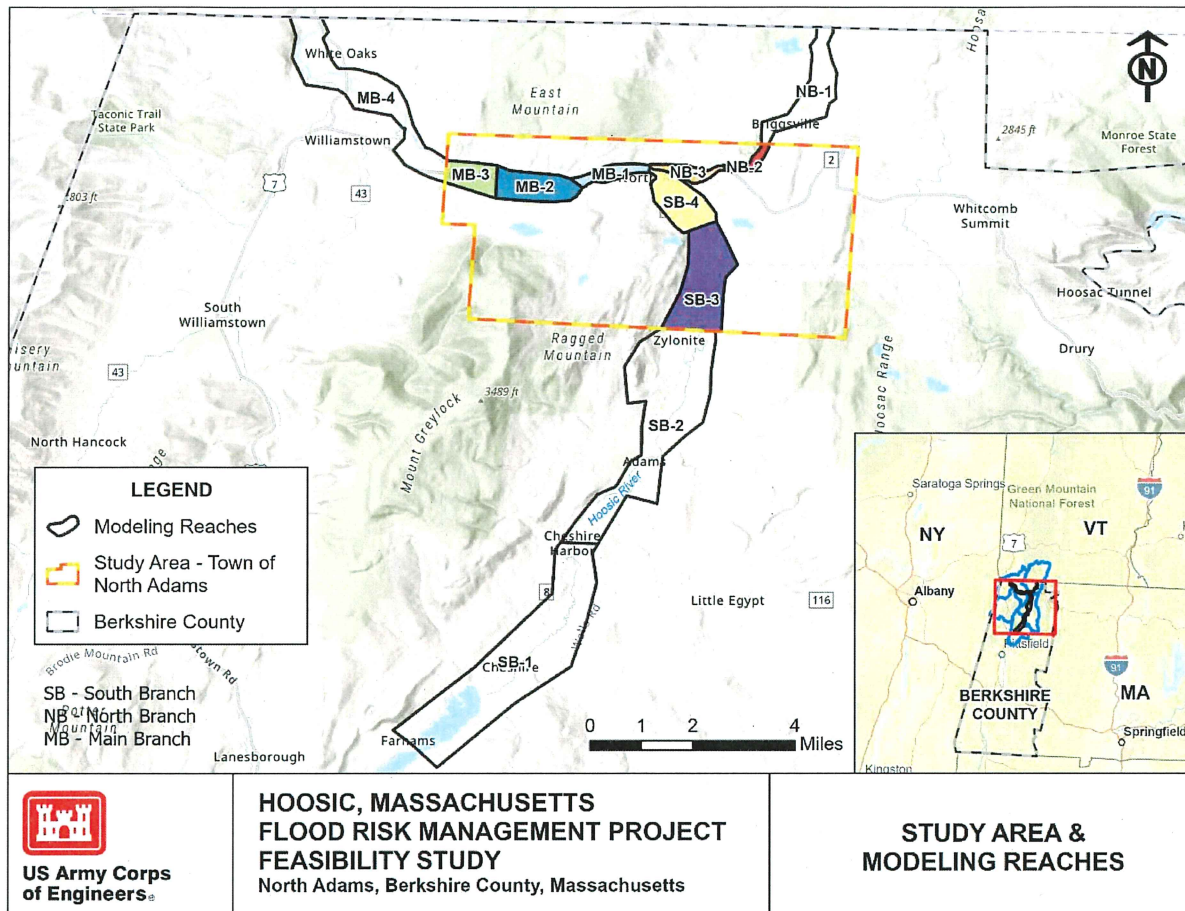 Hoosa
White Oaks
MB-4
East
Mountain
NB-1
N
Taconic Trail
State Park
Williamstown
Briggsville
2845 ft
Monroe State
Forest
2
7
43
803 ft
MB-3
MB-2
MB-1
NB-3
NB-2
North
SB-4
Whitcomb
Summit
SB-3
Hoosac Tunnel
South
Williamstown
Ragged
Mountain
Zylonite
Drury
43
3489 ft
Mount Greylock
oosac Range
SB-2
North Hancock
Adams
Hoosic River
Cheshire
Harbor
8
Little Egypt
116
SB-1
Cheshire
Farnams
Lanesborough
Brodie Mountain Rd
LEGEND
Modeling Reaches
Study Area - Town of
North Adams
Berkshire County
SB - South Branch
NB - North Branch
MB - Main Branch
0 1 2 4
Miles
Saratoga Springs
Green Mountain
National Forest
91
NY
VT
7
Albany
Pittsfield
91
BERKSHIRE
COUNTY
MA
Springfield
Kingston
US Army Corps
of Engineers®
HOOSIC, MASSACHUSETTS
FLOOD RISK MANAGEMENT PROJECT
FEASIBILITY STUDY
North Adams, Berkshire County, Massachusetts
STUDY AREA &
MODELING REACHES